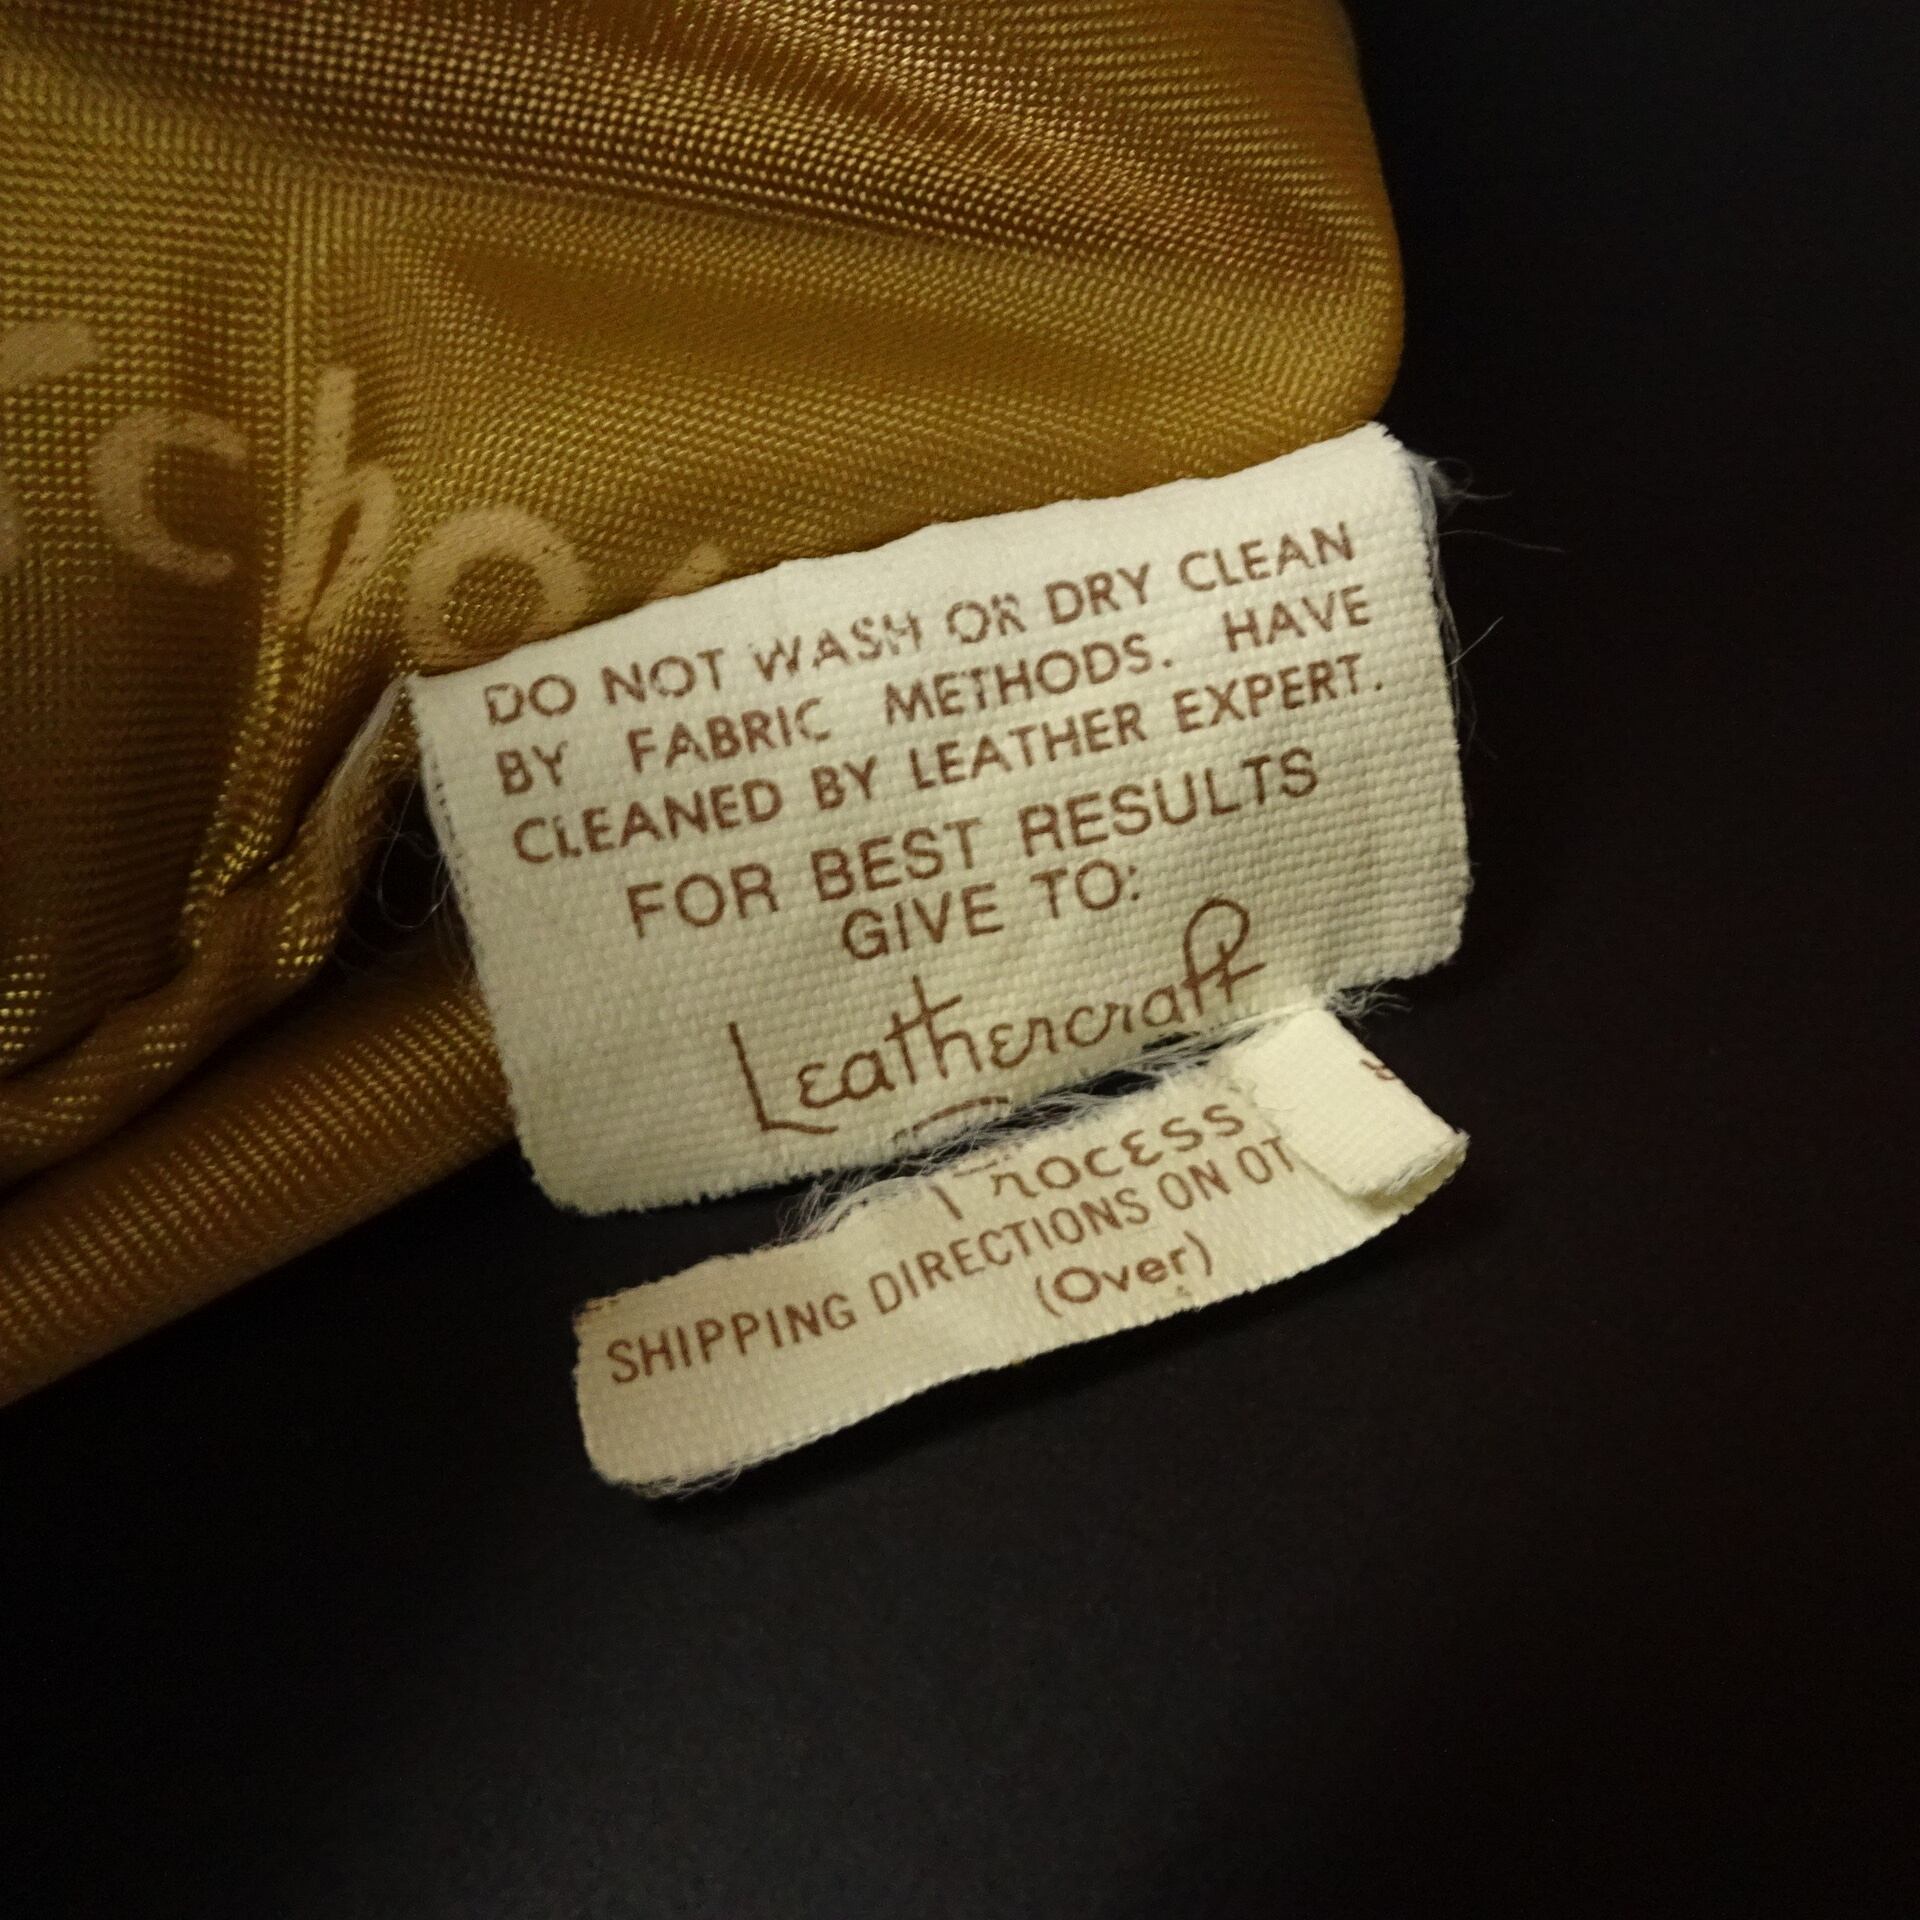 cho
DO NOT WASH OR DRY CLEAN
BY FABRIC METHODS. HAVE
CLEANED BY LEATHER EXPERT.
FOR BEST RESULTS
GIVE TO:
Leathercraft
Process
SHIPPING DIRECTIONS ON OT
(Over)